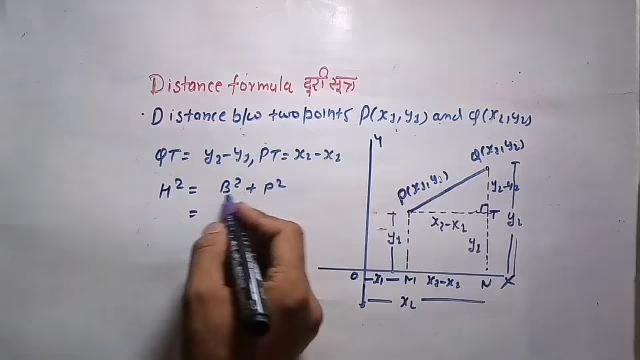 Distance formula दुरी सूत्र
· Distance b/w two points P(x1, y1) and Q(x2, y2)
QT = y2-y1, PT = x2-x1
H² = B² + P²
=
Y
Q(x2, y2)
P(x1, y1)
y2-y1
T
x2-x1
y1
y1
y2
O
x1
M
x2-x1
N
X
x2